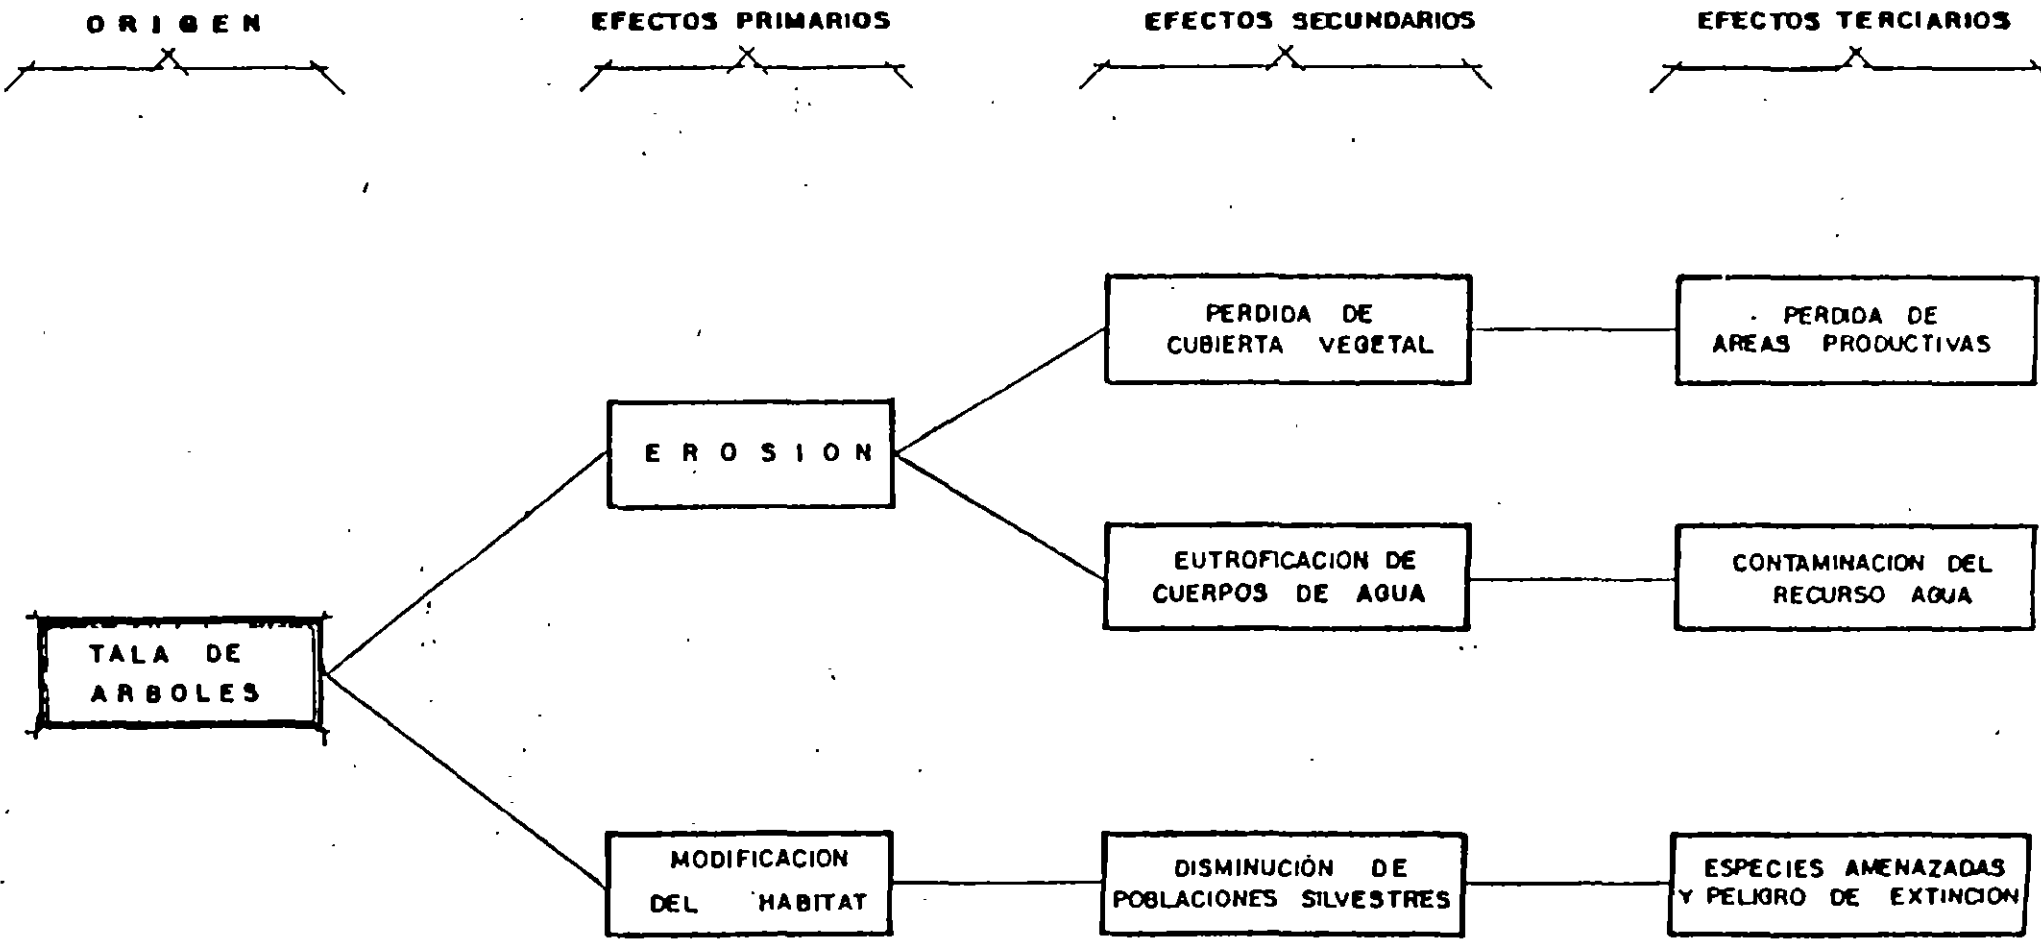 ORIGEN
EFECTOS PRIMARIOS
EFECTOS SECUNDARIOS
EFECTOS TERCIARIOS
PERDIDA DE
CUBIERTA VEGETAL
PERDIDA DE
AREAS PRODUCTIVAS
EROSION
EUTROFICACION DE
CUERPOS DE AGUA
CONTAMINACION DEL
RECURSO AGUA
TALA DE
ARBOLES
MODIFICACION
DEL HABITAT
DISMINUCIÓN DE
POBLACIONES SILVESTRES
ESPECIES AMENAZADAS
Y PELIGRO DE EXTINCION